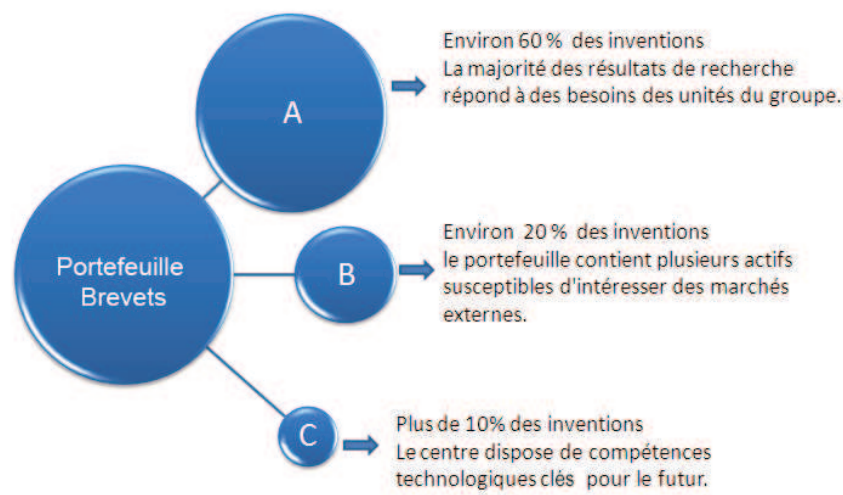 A
Environ 60 % des inventions
La majorité des résultats de recherche
répond à des besoins des unités du groupe.
Portefeuille
Brevets
B
Environ 20 % des inventions
le portefeuille contient plusieurs actifs
susceptibles d'intéresser des marchés
externes.
C
Plus de 10% des inventions
Le centre dispose de compétences
technologiques clés pour le futur.